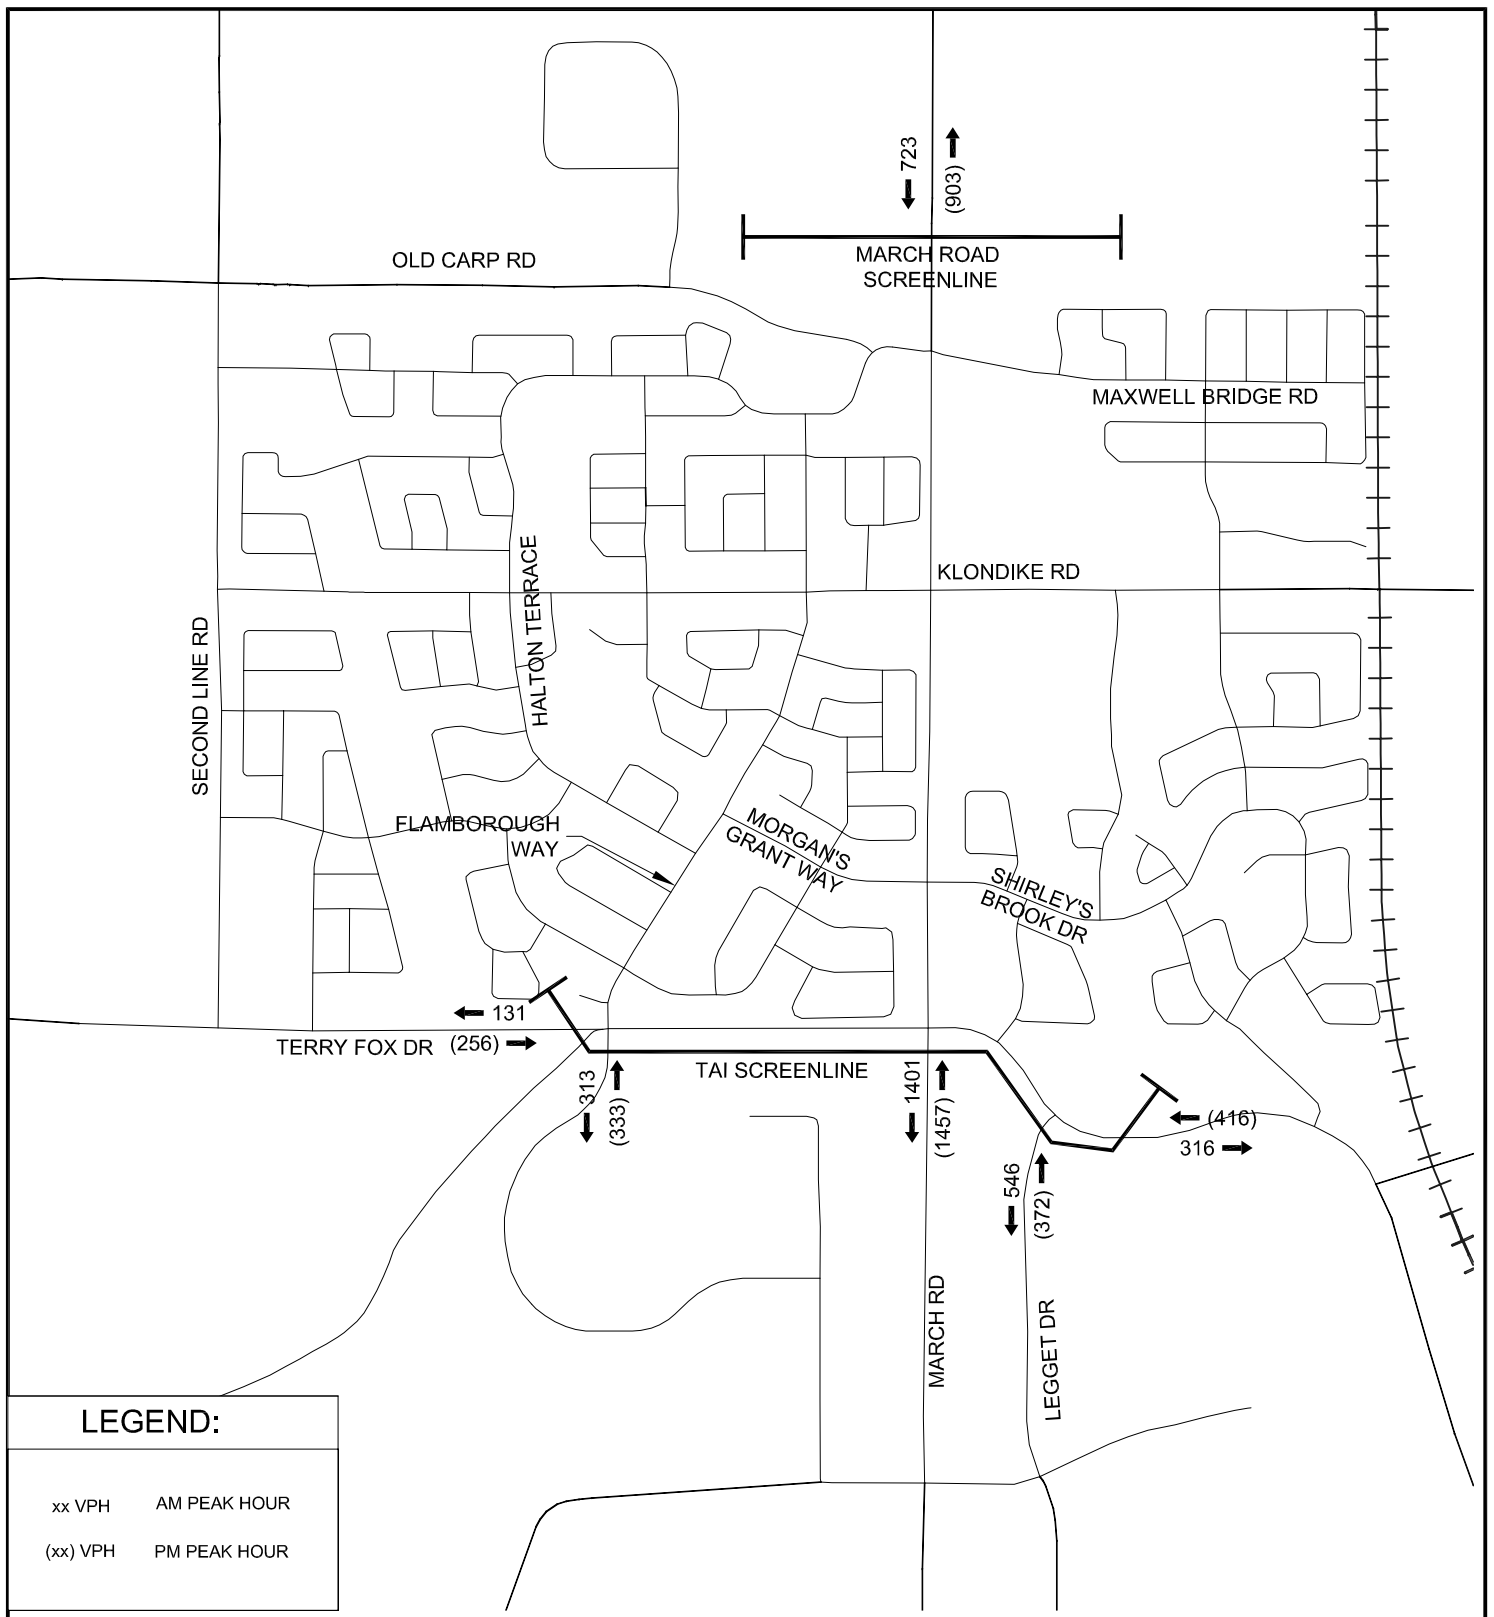 723
(903)
MARCH ROAD
SCREENLINE
OLD CARP RD
MAXWELL BRIDGE RD
KLONDIKE RD
HALTON TERRACE
SECOND LINE RD
FLAMBOROUGH
WAY
MORGAN'S
GRANT WAY
SHIRLEY'S
BROOK DR
131
TERRY FOX DR
(256)
TAI SCREENLINE
313
(333)
1401
(1457)
(416)
316
546
(372)
MARCH RD
LEGGET DR
LEGEND:
xx VPH AM PEAK HOUR
(xx) VPH PM PEAK HOUR